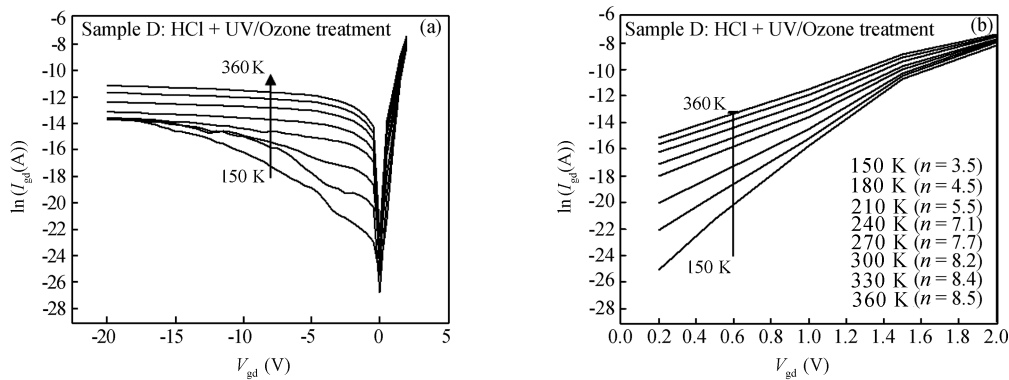 Sample D: HCl + UV/Ozone treatment (a)
360 K
150 K
ln (I_gd(A))
-6
-8
-10
-12
-14
-16
-18
-20
-22
-24
-26
-28
-20 -15 -10 -5 0 5
V_gd (V)
Sample D: HCl + UV/Ozone treatment (b)
360 K
150 K
150 K (n = 3.5)
180 K (n = 4.5)
210 K (n = 5.5)
240 K (n = 7.1)
270 K (n = 7.7)
300 K (n = 8.2)
330 K (n = 8.4)
360 K (n = 8.5)
ln (I_gd(A))
-6
-8
-10
-12
-14
-16
-18
-20
-22
-24
-26
-28
0.0 0.2 0.4 0.6 0.8 1.0 1.2 1.4 1.6 1.8 2.0
V_gd (V)